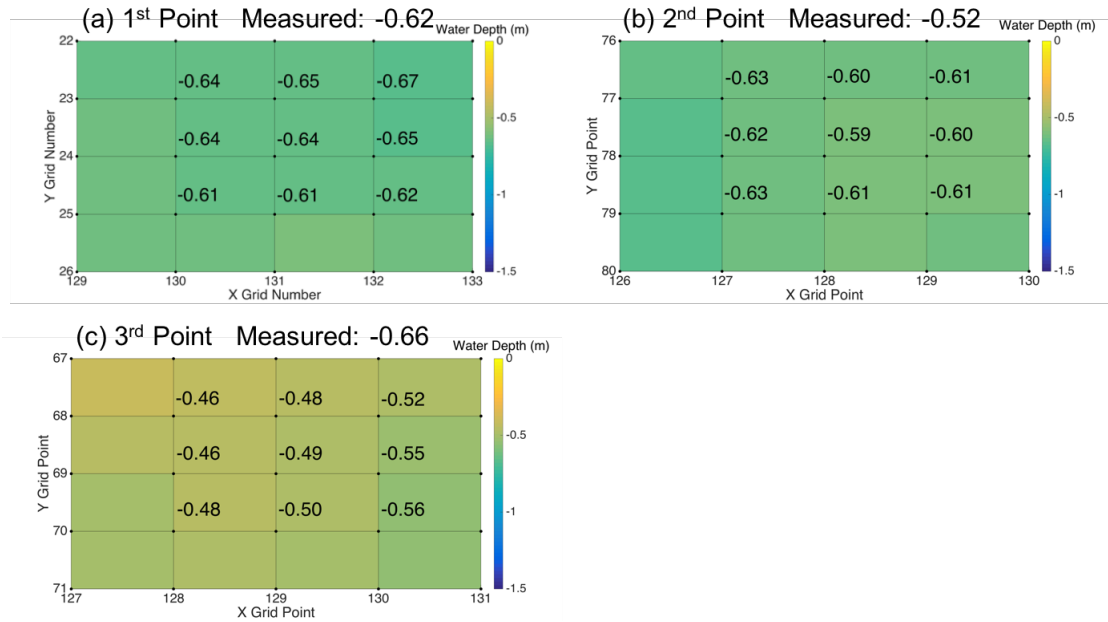 (a) 1st Point Measured: -0.62
Water Depth (m)
22
23
24
25
26
Y Grid Number
-0.64 -0.65 -0.67
-0.64 -0.64 -0.65
-0.61 -0.61 -0.62
129 130 131 132 133
X Grid Number
0
-0.5
-1
-1.5
(b) 2nd Point Measured: -0.52
Water Depth (m)
76
77
78
79
80
Y Grid Point
-0.63 -0.60 -0.61
-0.62 -0.59 -0.60
-0.63 -0.61 -0.61
126 127 128 129 130
X Grid Point
0
-0.5
-1
-1.5
(c) 3rd Point Measured: -0.66
Water Depth (m)
67
68
69
70
71
Y Grid Point
-0.46 -0.48 -0.52
-0.46 -0.49 -0.55
-0.48 -0.50 -0.56
127 128 129 130 131
X Grid Point
0
-0.5
-1
-1.5